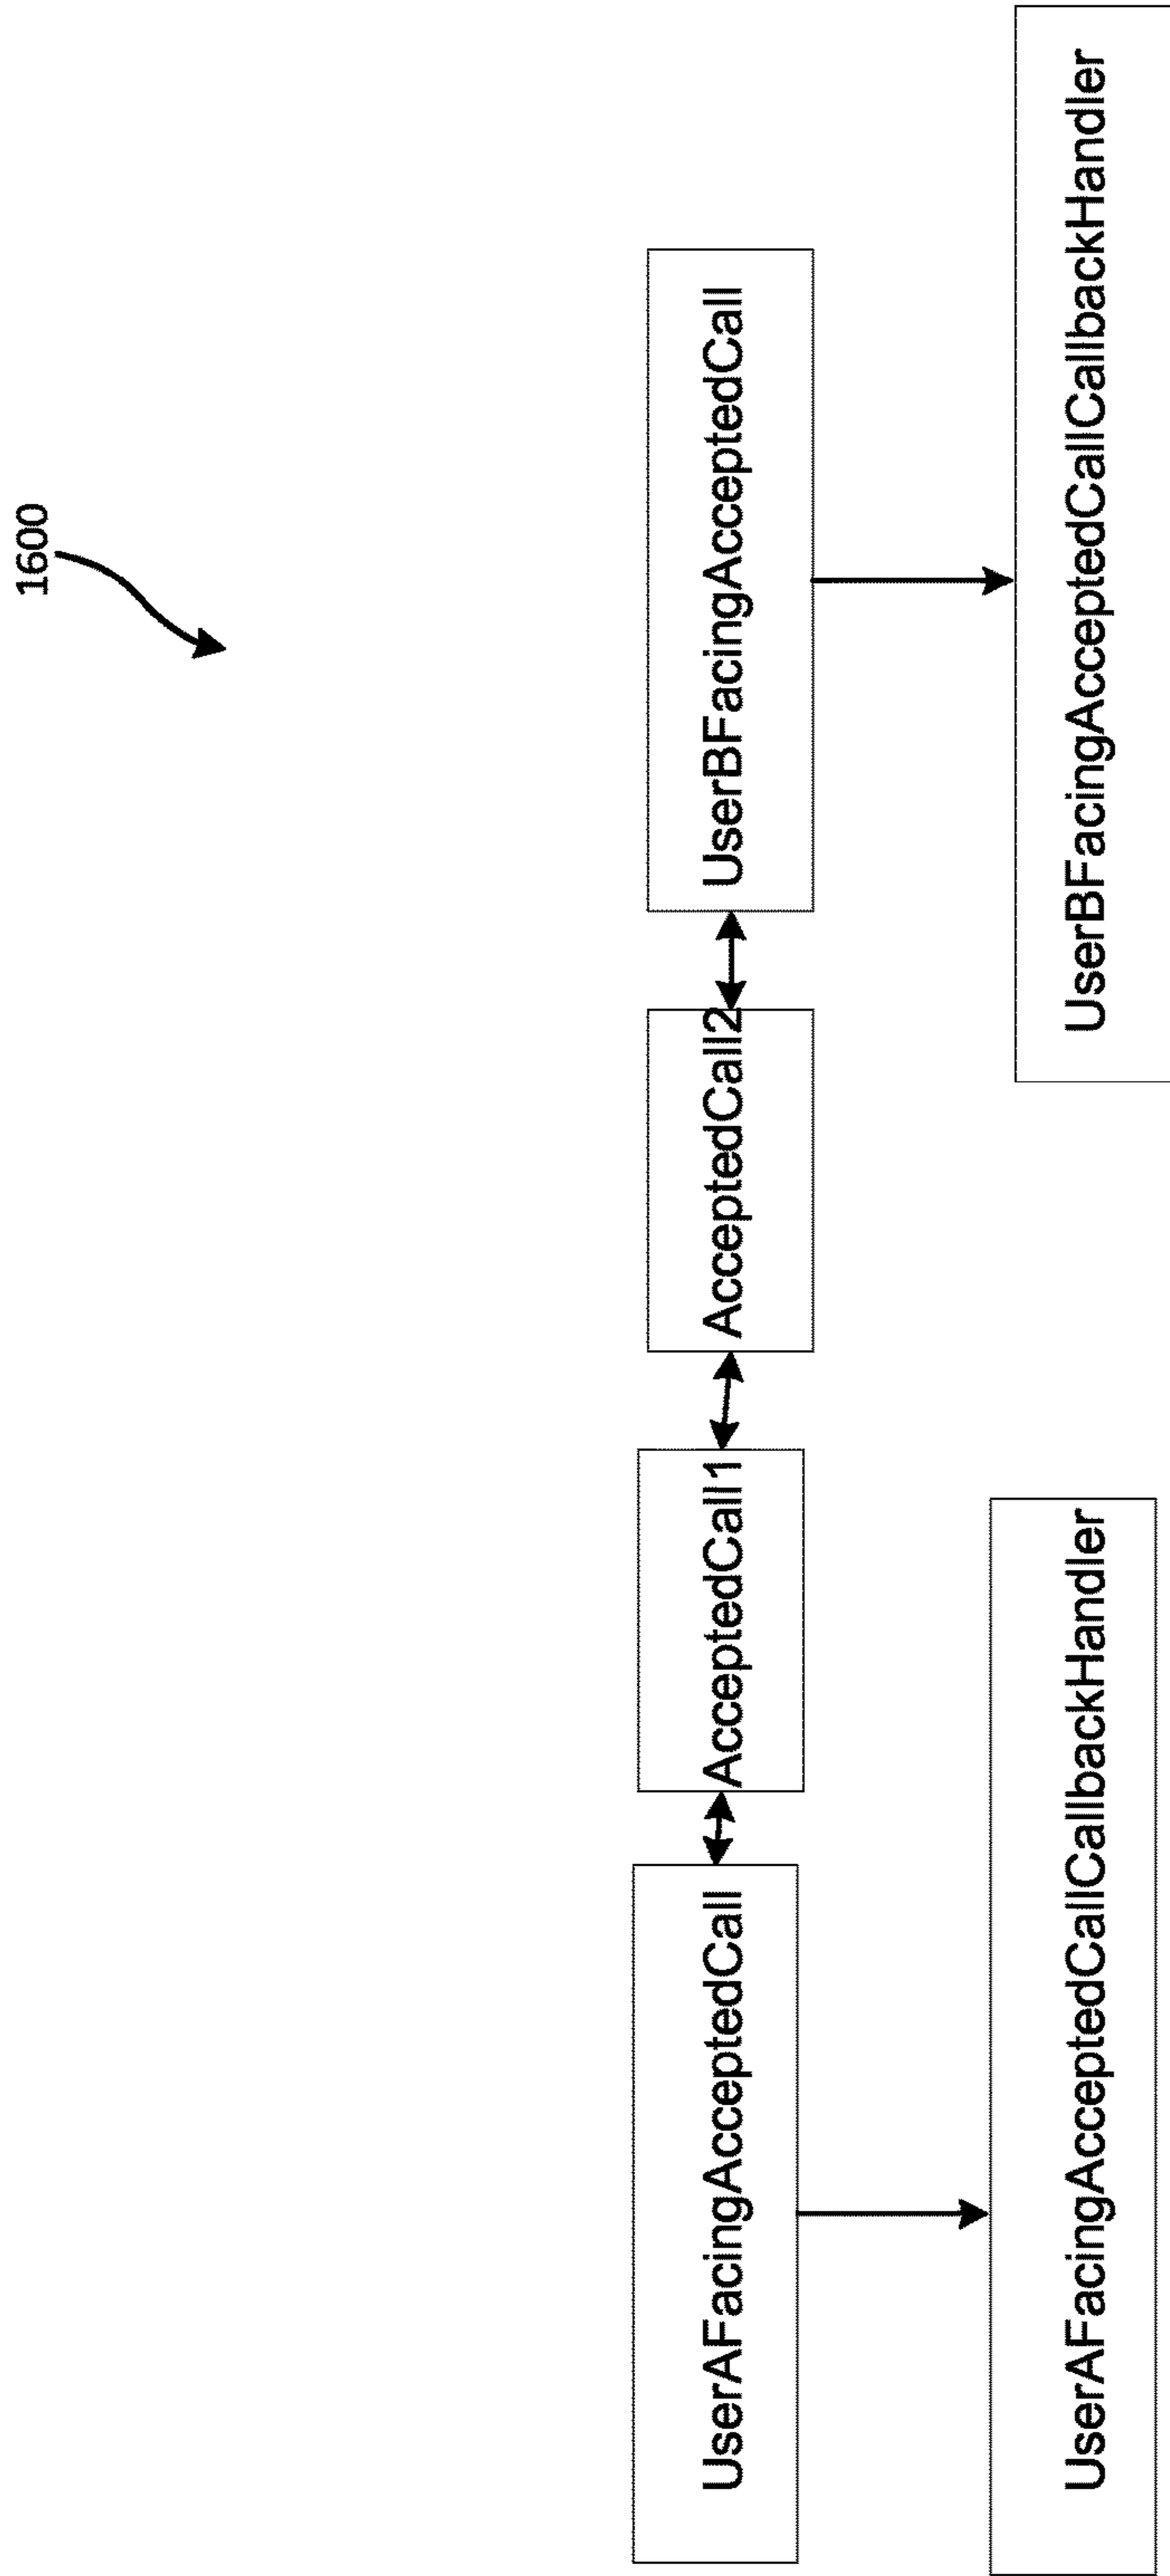 1600
UserAFacingAcceptedCall
AcceptedCall1
AcceptedCall2
UserBFacingAcceptedCall
UserAFacingAcceptedCallCallbackHandler
UserBFacingAcceptedCallCallbackHandler